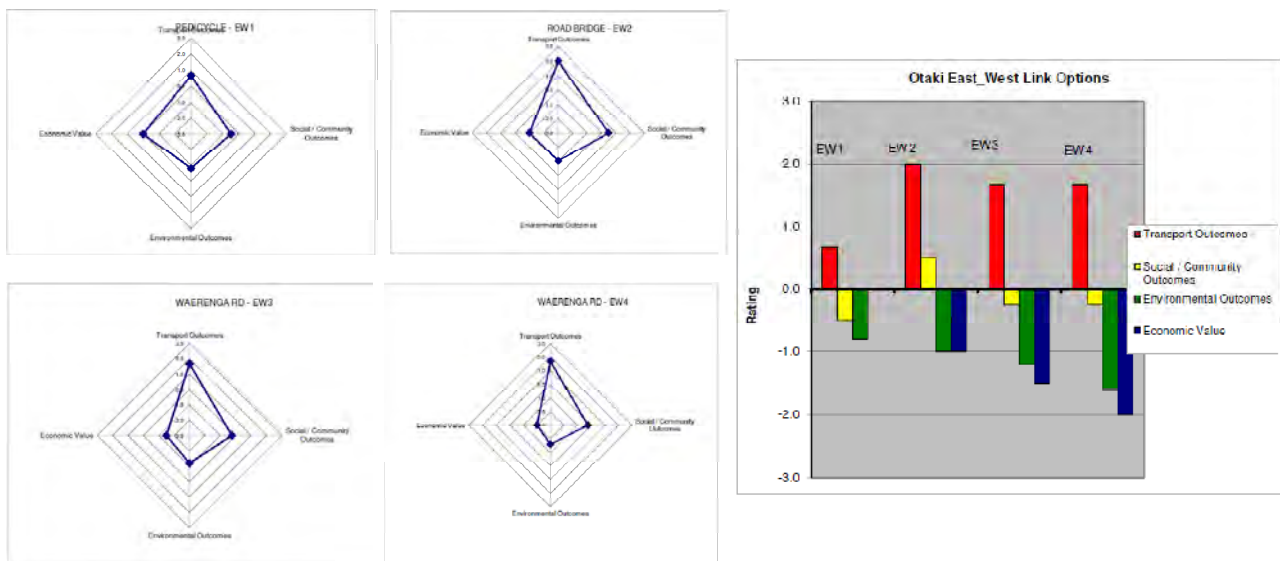 PEDICYCLE - EW1
Transport Outcomes
Economic Value
Social / Community
Outcomes
Environmental Outcomes
ROAD BRIDGE - EW2
Transport Outcomes
Economic Value
Social / Community
Outcomes
Environmental Outcomes
WAERENGA RD - EW3
Transport Outcomes
Economic Value
Social / Community
Outcomes
Environmental Outcomes
WAERENGA RD - EW4
Transport Outcomes
Economic Value
Social / Community
Outcomes
Environmental Outcomes
Otaki East_West Link Options
3.0
2.0
1.0
0.0
-1.0
-2.0
-3.0
Rating
EW1
EW2
EW3
EW4
Transport Outcomes
Social / Community
Outcomes
Environmental Outcomes
Economic Value